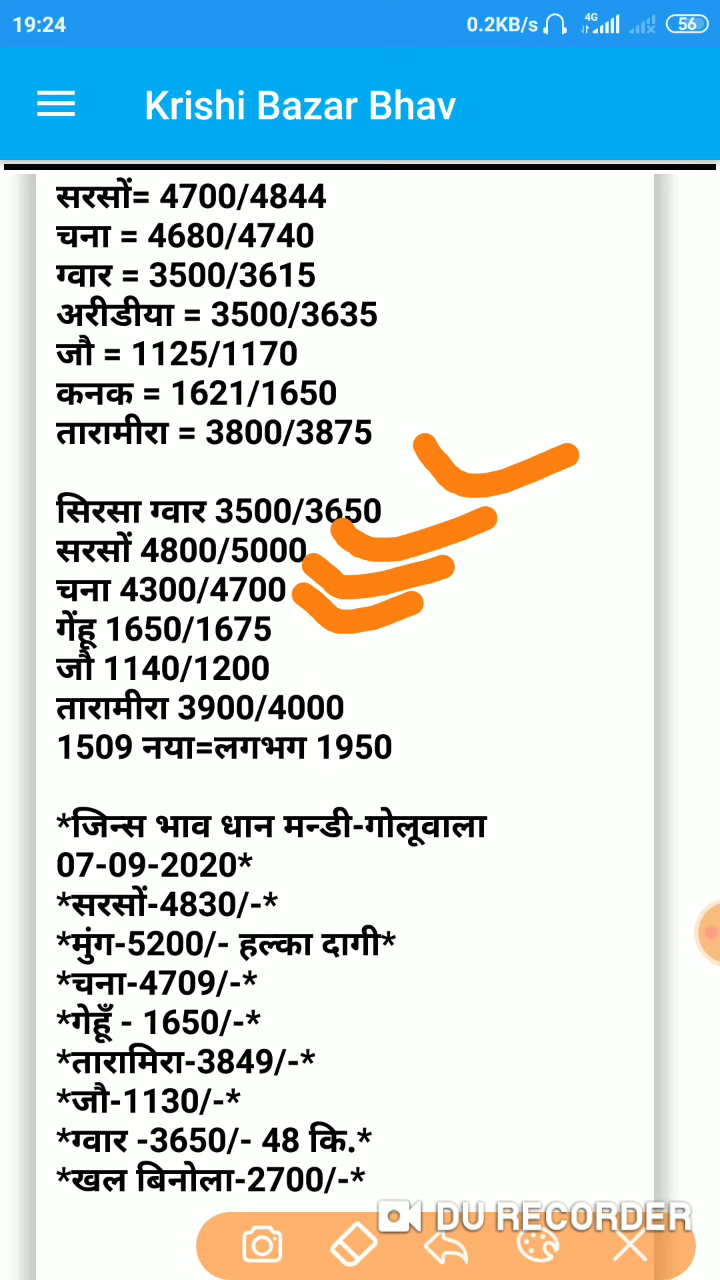 19:24 0.2KB/s 4G 56
Krishi Bazar Bhav
सरसों= 4700/4844
चना = 4680/4740
ग्वार = 3500/3615
अरीडीया = 3500/3635
जौ = 1125/1170
कनक = 1621/1650
तारामीरा = 3800/3875
सिरसा ग्वार 3500/3650
सरसों 4800/5000
चना 4300/4700
गेंहू 1650/1675
जौ 1140/1200
तारामीरा 3900/4000
1509 नया=लगभग 1950
*जिन्स भाव धान मन्डी-गोलूवाला
07-09-2020*
*सरसों-4830/-*
*मुंग-5200/- हल्का दागी*
*चना-4709/-*
*गेहूँ - 1650/-*
*तारामिरा-3849/-*
*जौ-1130/-*
*ग्वार -3650/- 48 कि.*
*खल बिनोला-2700/-*
DU RECORDER